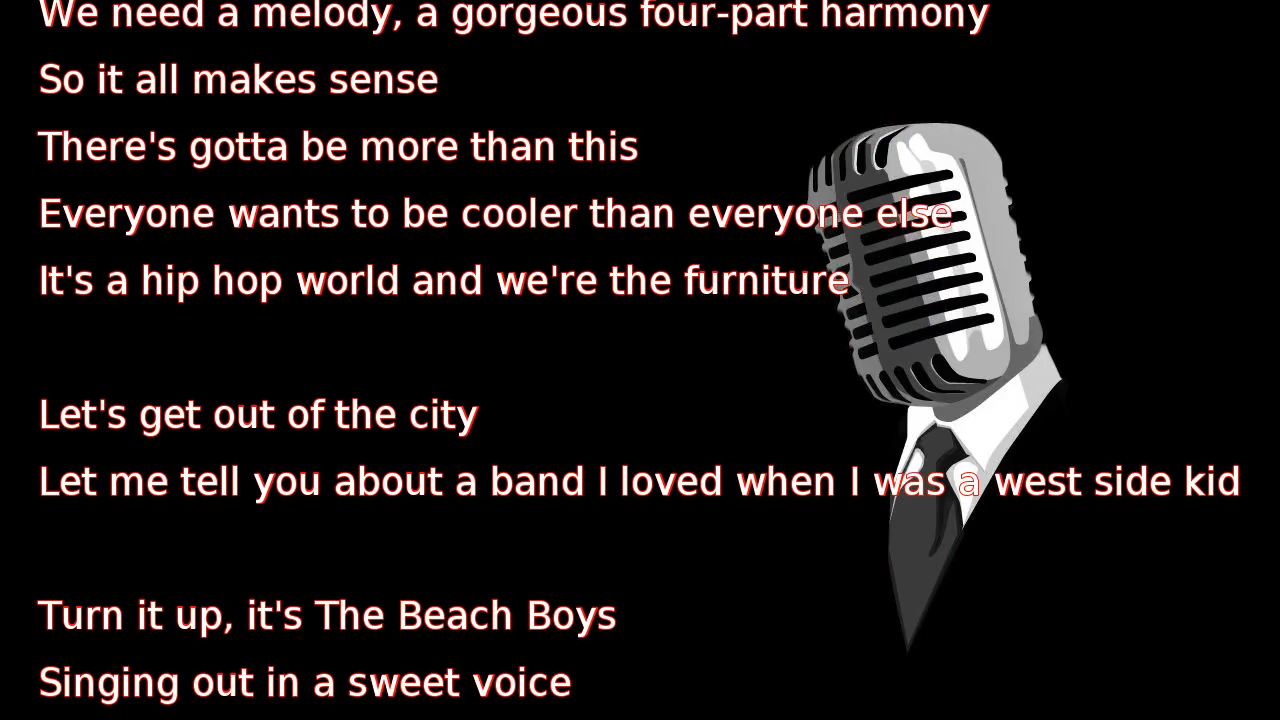 We need a melody, a gorgeous four-part harmony
So it all makes sense
There's gotta be more than this
Everyone wants to be cooler than everyone else
It's a hip hop world and we're the furniture
Let's get out of the city
Let me tell you about a band I loved when I was a west side kid
Turn it up, it's The Beach Boys
Singing out in a sweet voice